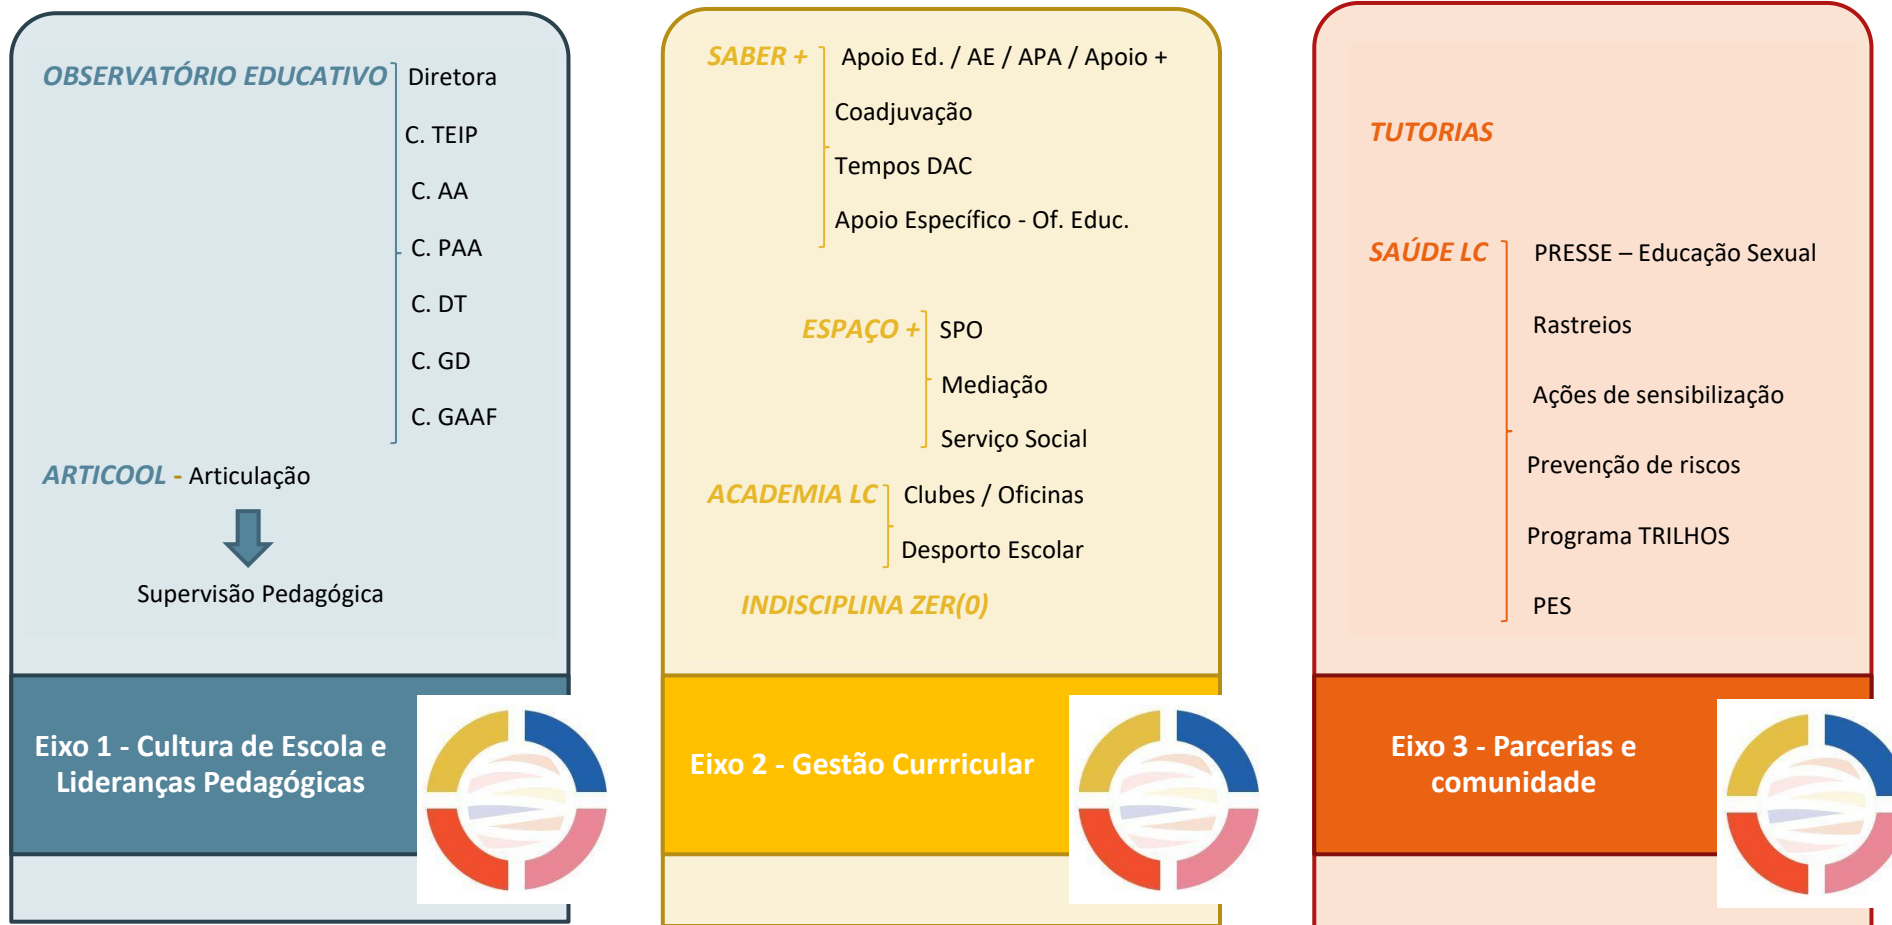 OBSERVATÓRIO EDUCATIVO Diretora
C. TEIP
C. AA
C. PAA
C. DT
C. GD
C. GAAF
ARTICOOL - Articulação
Supervisão Pedagógica
Eixo 1 - Cultura de Escola e
Lideranças Pedagógicas
SABER + Apoio Ed. / AE / APA / Apoio +
Coadjuvação
Tempos DAC
Apoio Específico - Of. Educ.
ESPAÇO + SPO
Mediação
Serviço Social
ACADEMIA LC Clubes / Oficinas
Desporto Escolar
INDISCIPLINA ZER(0)
Eixo 2 - Gestão Currricular
TUTORIAS
SAÚDE LC PRESSE – Educação Sexual
Rastreios
Ações de sensibilização
Prevenção de riscos
Programa TRILHOS
PES
Eixo 3 - Parcerias e
comunidade